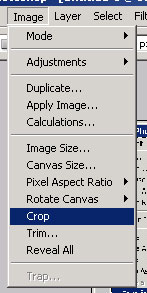 Image Layer Select
Mode
Adjustments
Duplicate...
Apply Image...
Calculations...
Image Size...
Canvas Size...
Pixel Aspect Ratio
Rotate Canvas
Crop
Trim...
Reveal All
Trap...